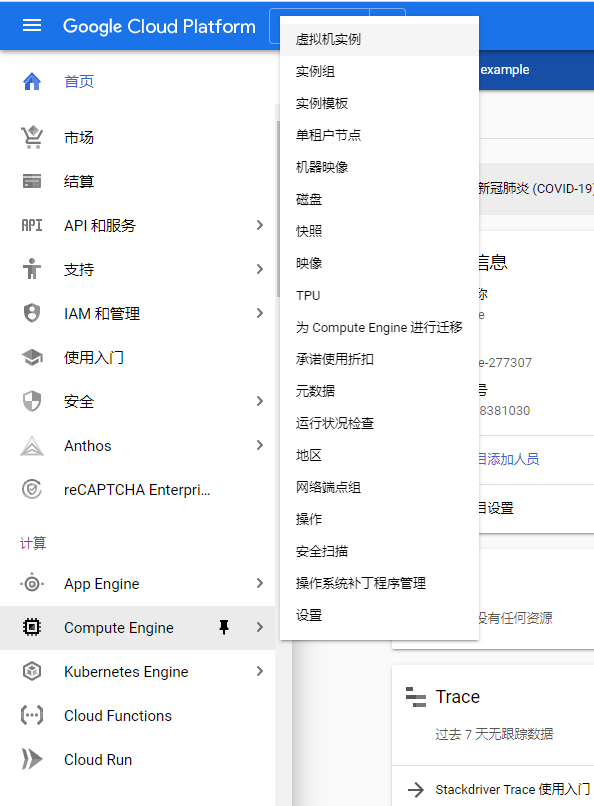 Google Cloud Platform
首页
市场
结算
API 和服务
支持
IAM 和管理
使用入门
安全
Anthos
reCAPTCHA Enterpri...
计算
App Engine
Compute Engine
Kubernetes Engine
Cloud Functions
Cloud Run
虚拟机实例
实例组
实例模板
单租户节点
机器映像
磁盘
快照
映像
TPU
为 Compute Engine 进行迁移
承诺使用折扣
元数据
运行状况检查
地区
网络端点组
操作
安全扫描
操作系统补丁程序管理
设置
example
新冠肺炎 (COVID-19)
信息
称
e
e-277307
号
8381030
目添加人员
目设置
没有任何资源
Trace
过去 7 天无跟踪数据
Stackdriver Trace 使用入门